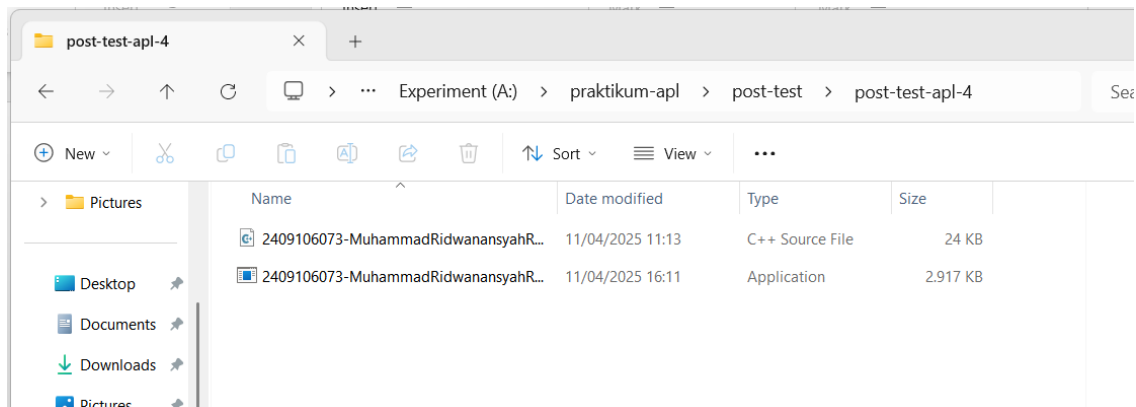 post-test-apl-4
Experiment (A:) > praktikum-apl > post-test > post-test-apl-4
New Sort View
Name Date modified Type Size
Pictures
2409106073-MuhammadRidwanansyahR... 11/04/2025 11:13 C++ Source File 24 KB
2409106073-MuhammadRidwanansyahR... 11/04/2025 16:11 Application 2.917 KB
Desktop
Documents
Downloads
Pictures